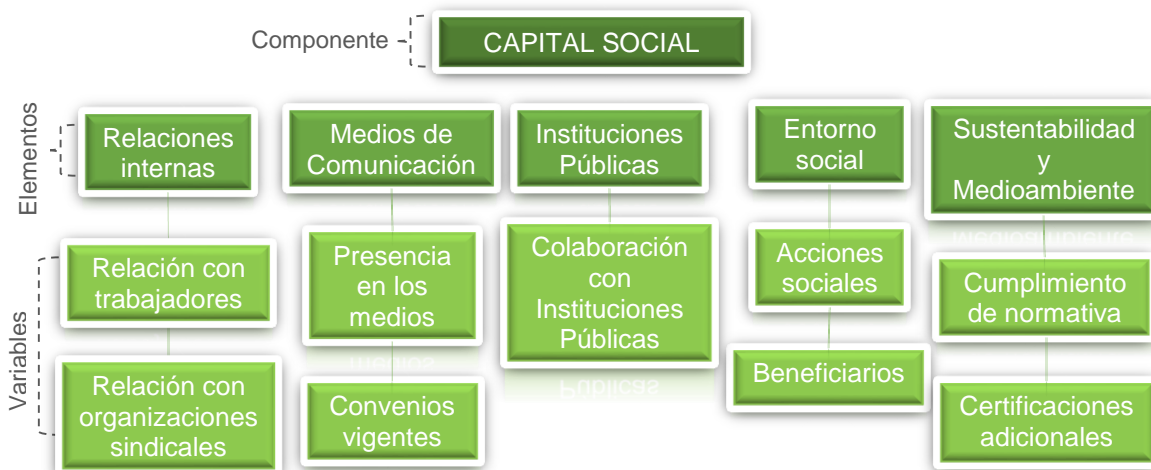 Componente
CAPITAL SOCIAL
Elementos
Relaciones
internas
Medios de
Comunicación
Instituciones
Públicas
Entorno
social
Sustentabilidad
y
Medioambiente
Variables
Relación con
trabajadores
Presencia
en los
medios
Colaboración
con
Instituciones
Públicas
Acciones
sociales
Cumplimiento
de normativa
Relación con
organizaciones
sindicales
Convenios
vigentes
Beneficiarios
Certificaciones
adicionales